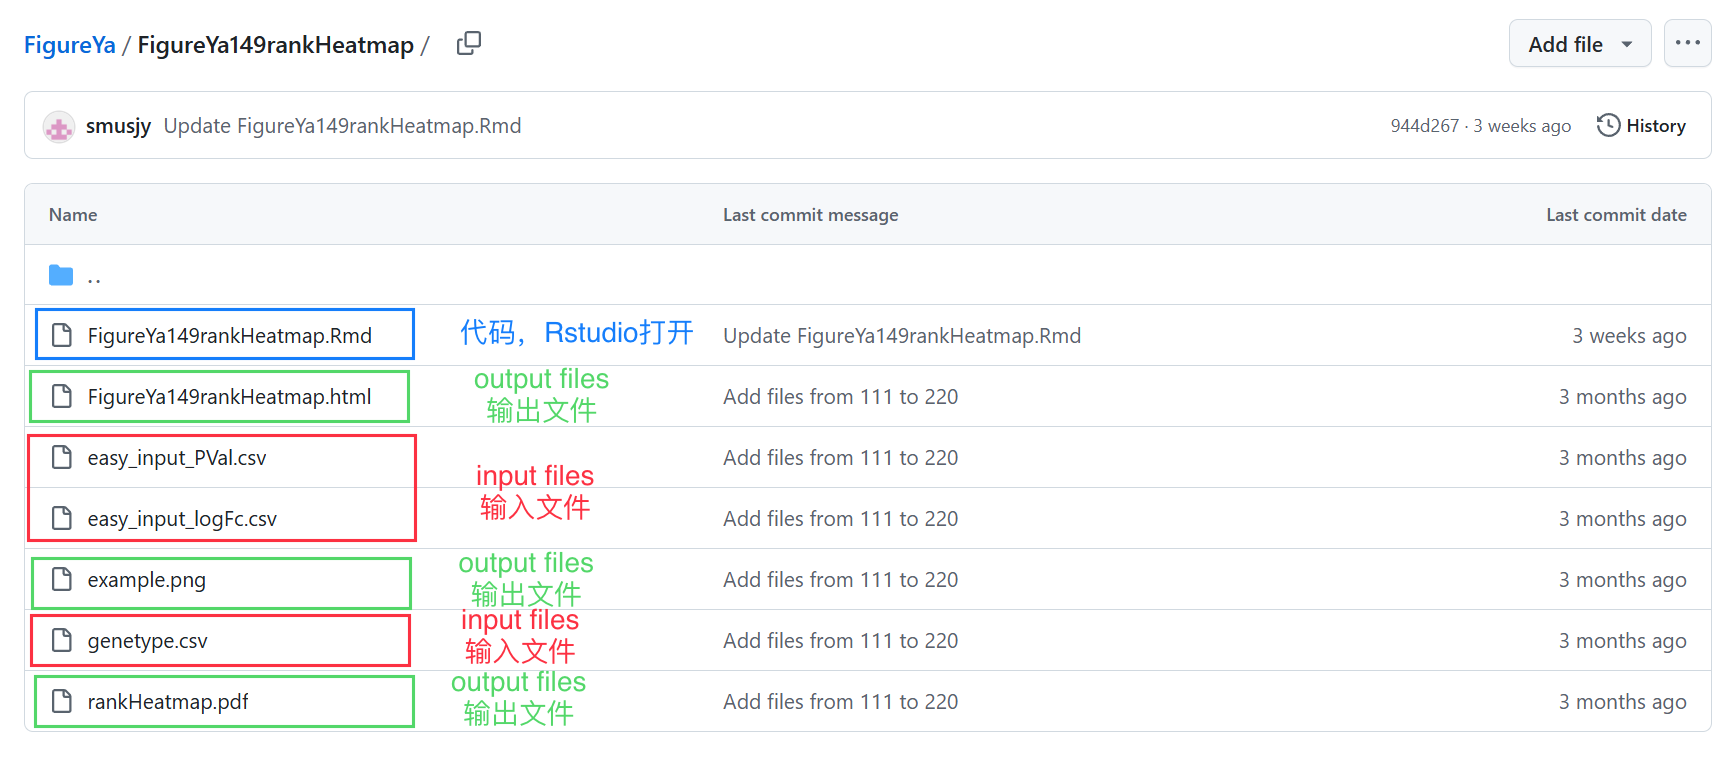 FigureYa / FigureYa149rankHeatmap /
Add file
smusjy Update FigureYa149rankHeatmap.Rmd
944d267 · 3 weeks ago
History
Name
Last commit message
Last commit date
..
FigureYa149rankHeatmap.Rmd
代码，Rstudio打开
Update FigureYa149rankHeatmap.Rmd
3 weeks ago
FigureYa149rankHeatmap.html
output files
输出文件
Add files from 111 to 220
3 months ago
easy_input_PVal.csv
Add files from 111 to 220
3 months ago
input files
输入文件
easy_input_logFc.csv
Add files from 111 to 220
3 months ago
example.png
output files
输出文件
Add files from 111 to 220
3 months ago
genetype.csv
input files
输入文件
Add files from 111 to 220
3 months ago
rankHeatmap.pdf
output files
输出文件
Add files from 111 to 220
3 months ago